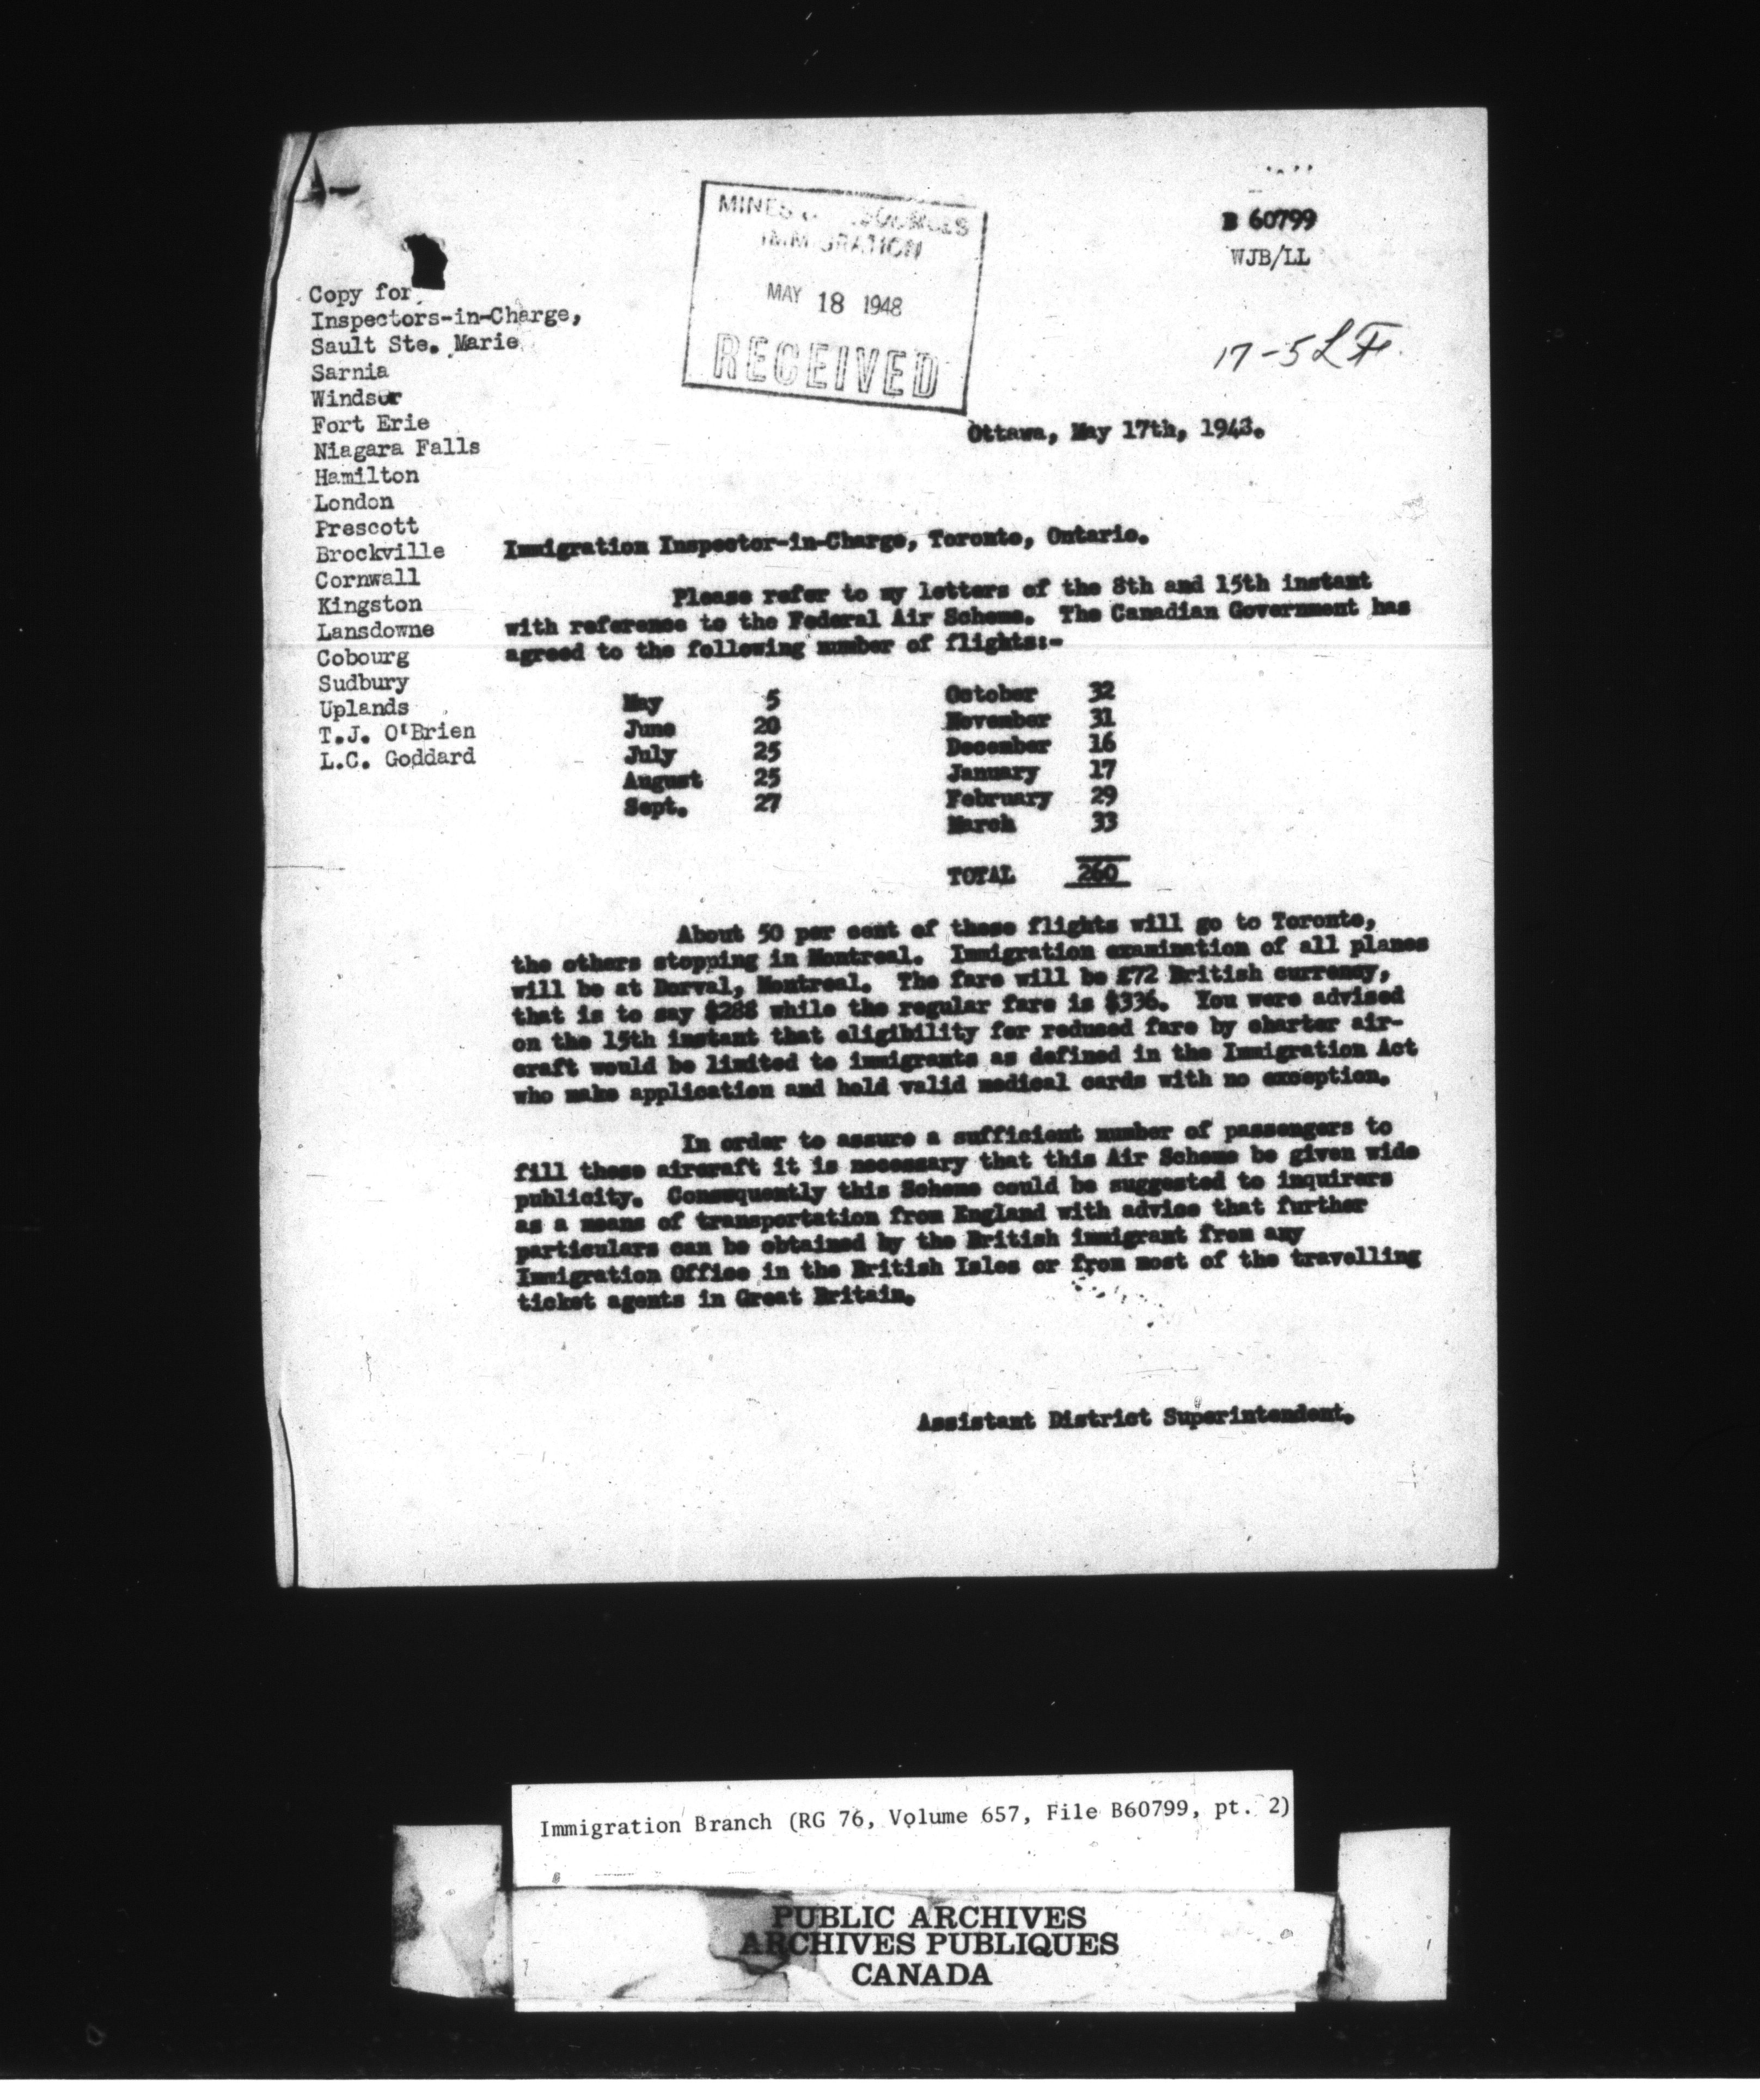 MINES & RESOURCES
IMMIGRATION
MAY 18 1948
RECEIVED
B 60799
WJB/LL
17-5
Copy for
Inspectors-in-Charge,
Sault Ste. Marie
Sarnia
Windsor
Fort Erie
Niagara Falls
Hamilton
London
Prescott
Brockville
Cornwall
Kingston
Lansdowne
Cobourg
Sudbury
Uplands
T.J. O'Brien
L.C. Goddard
Ottawa, May 17th, 1948.
Immigration Inspector-in-Charge, Toronto, Ontario.
Please refer to my letters of the 8th and 15th instant
with reference to the Federal Air Scheme. The Canadian Government has
agreed to the following number of flights:-
May 5 October 32
June 20 November 31
July 25 December 16
August 25 January 17
Sept. 27 February 29
March 33
TOTAL 260
About 50 per cent of these flights will go to Toronto,
the others stopping in Montreal. Immigration examination of all planes
will be at Dorval, Montreal. The fare will be £72 British currency,
that is to say $288 while the regular fare is $336. You were advised
on the 15th instant that eligibility for reduced fare by charter air-
craft would be limited to immigrants as defined in the Immigration Act
who make application and hold valid medical cards with no exception.
In order to assure a sufficient number of passengers to
fill these aircraft it is necessary that this Air Scheme be given wide
publicity. Consequently this Scheme could be suggested to inquirers
as a means of transportation from England with advice that further
particulars can be obtained by the British immigrant from any
Immigration Office in the British Isles or from most of the travelling
ticket agents in Great Britain.
Assistant District Superintendent.
Immigration Branch (RG 76, Volume 657, File B60799, pt. 2)
PUBLIC ARCHIVES
ARCHIVES PUBLIQUES
CANADA